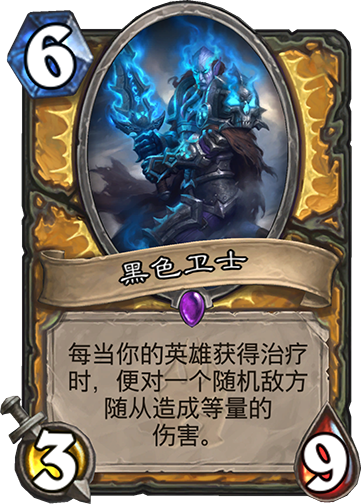 6
黑色卫士
每当你的英雄获得治疗
时，便对一个随机敌方
随从造成等量的
伤害。
3
9